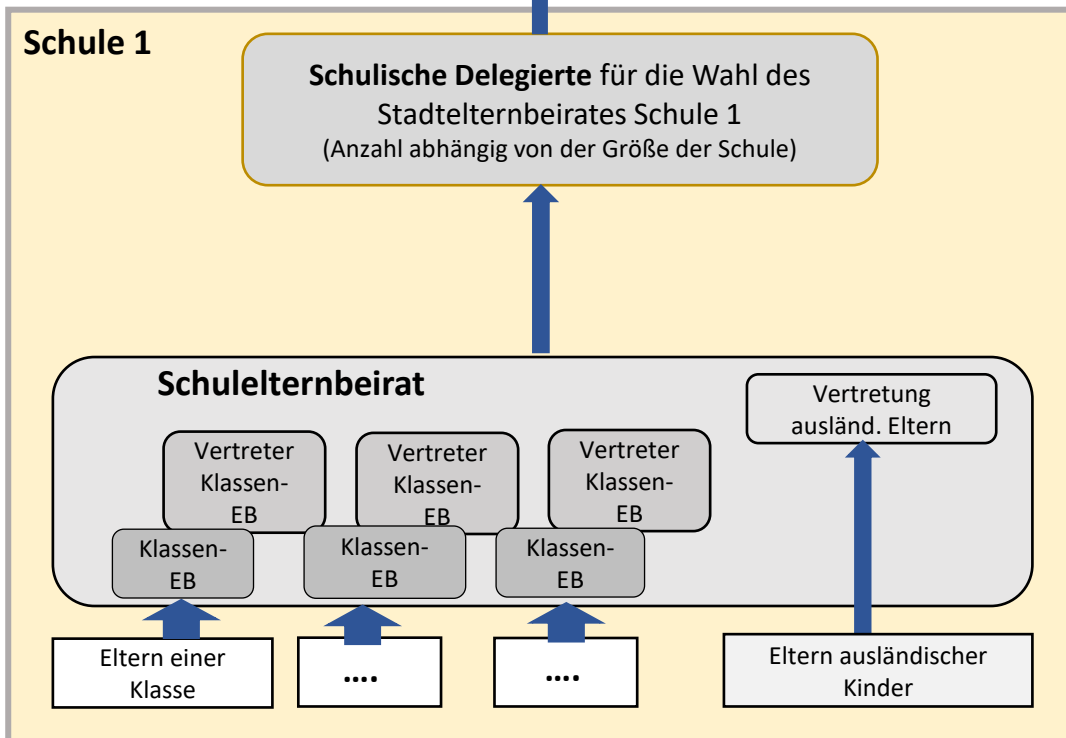 Schule 1
Schulische Delegierte für die Wahl des
Stadtelternbeirates Schule 1
(Anzahl abhängig von der Größe der Schule)
Schulelternbeirat
Vertretung
ausländ. Eltern
Vertreter
Klassen-
EB
Vertreter
Klassen-
EB
Vertreter
Klassen-
EB
Klassen-
EB
Klassen-
EB
Klassen-
EB
Eltern einer
Klasse
....
....
Eltern ausländischer
Kinder